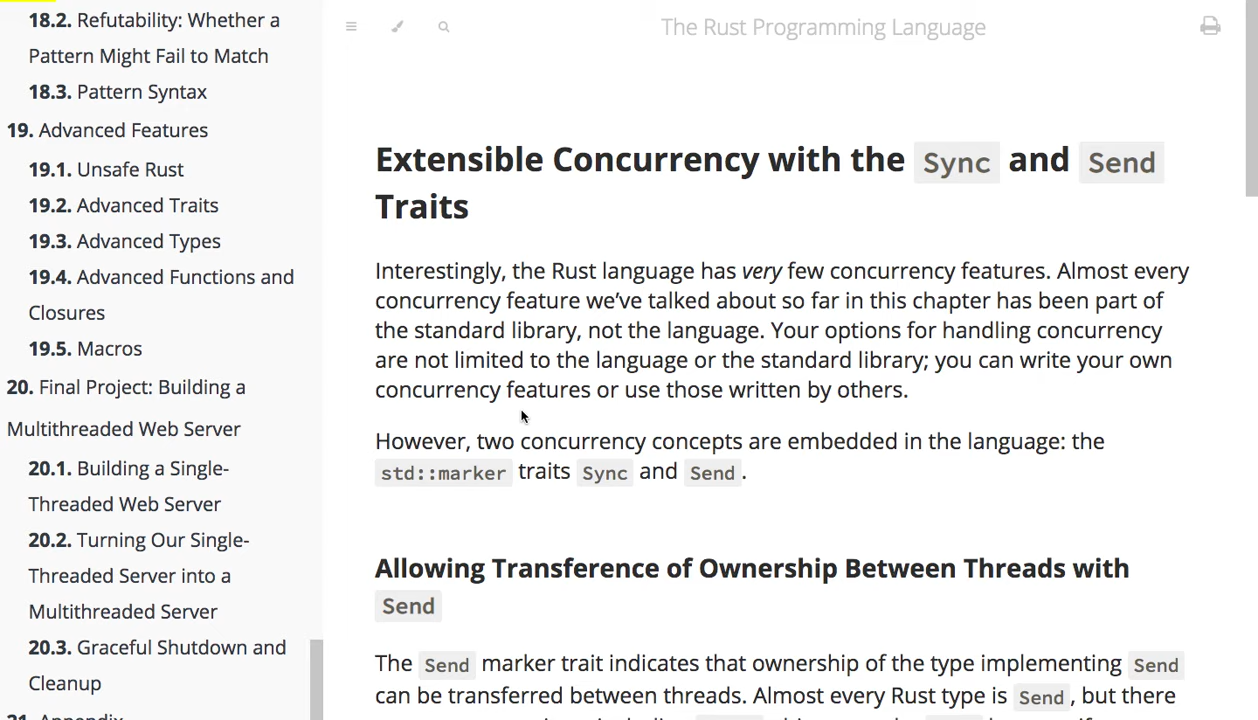 18.2. Refutability: Whether a
Pattern Might Fail to Match
18.3. Pattern Syntax
19. Advanced Features
19.1. Unsafe Rust
19.2. Advanced Traits
19.3. Advanced Types
19.4. Advanced Functions and
Closures
19.5. Macros
20. Final Project: Building a
Multithreaded Web Server
20.1. Building a Single-
Threaded Web Server
20.2. Turning Our Single-
Threaded Server into a
Multithreaded Server
20.3. Graceful Shutdown and
Cleanup
21. Appendix
The Rust Programming Language
Extensible Concurrency with the Sync and Send
Traits
Interestingly, the Rust language has very few concurrency features. Almost every
concurrency feature we’ve talked about so far in this chapter has been part of
the standard library, not the language. Your options for handling concurrency
are not limited to the language or the standard library; you can write your own
concurrency features or use those written by others.
However, two concurrency concepts are embedded in the language: the
std::marker traits Sync and Send.
Allowing Transference of Ownership Between Threads with
Send
The Send marker trait indicates that ownership of the type implementing Send
can be transferred between threads. Almost every Rust type is Send, but there